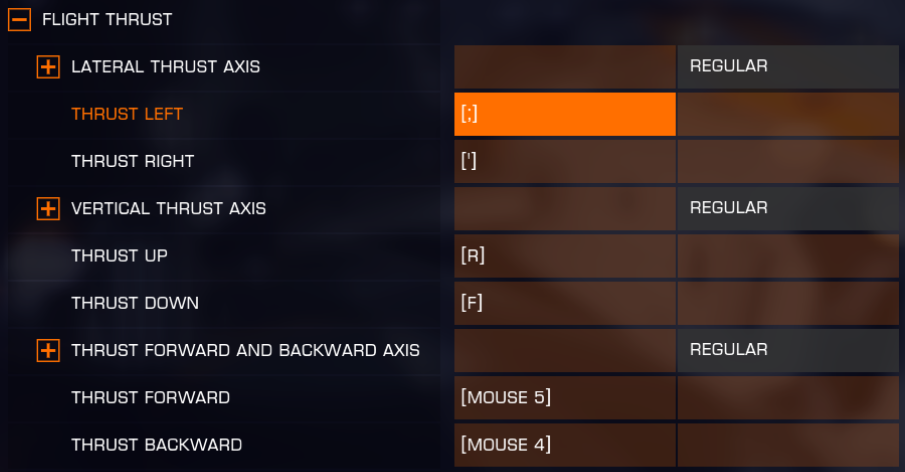 FLIGHT THRUST
LATERAL THRUST AXIS REGULAR
THRUST LEFT [;]
THRUST RIGHT [']
VERTICAL THRUST AXIS REGULAR
THRUST UP [R]
THRUST DOWN [F]
THRUST FORWARD AND BACKWARD AXIS REGULAR
THRUST FORWARD [MOUSE 5]
THRUST BACKWARD [MOUSE 4]